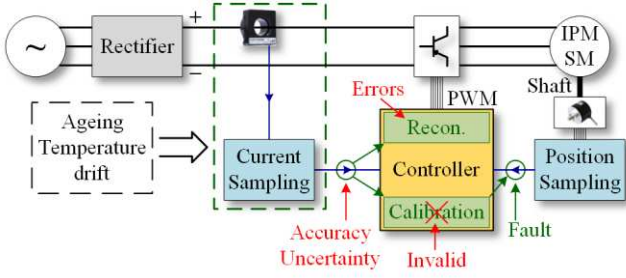 +
~
Rectifier
−
IPM
SM
Shaft
Errors
PWM
Ageing
Temperature
drift
Recon.
Current
Sampling
Controller
Position
Sampling
Calibration
Accuracy
Uncertainty
Invalid
Fault